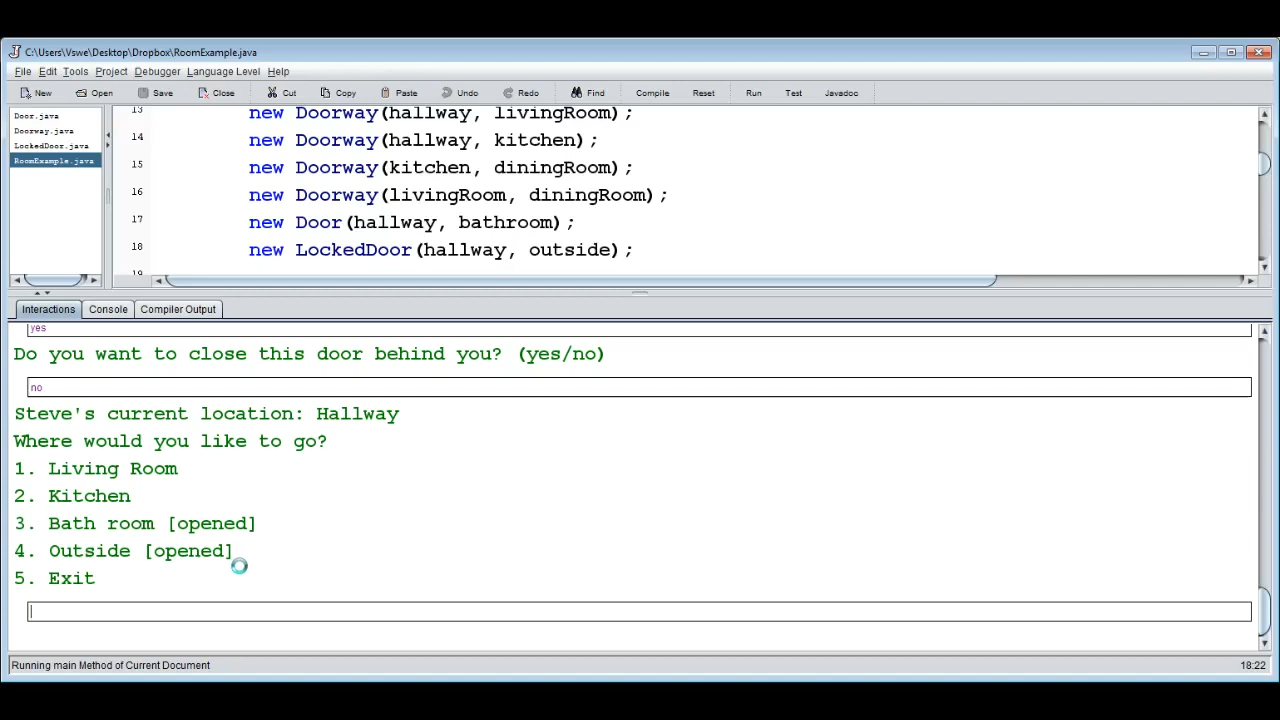 C:\Users\Vswe\Desktop\Dropbox\RoomExample.java
File Edit Tools Project Debugger Language Level Help
New Open Save Close Cut Copy Paste Undo Redo Find Compile Reset Run Test Javadoc
Door.java
Doorway.java
LockedDoor.java
RoomExample.java
13 new Doorway(hallway, livingRoom);
14 new Doorway(hallway, kitchen);
15 new Doorway(kitchen, diningRoom);
16 new Doorway(livingRoom, diningRoom);
17 new Door(hallway, bathroom);
18 new LockedDoor(hallway, outside);
19
Interactions Console Compiler Output
yes
Do you want to close this door behind you? (yes/no)
no
Steve's current location: Hallway
Where would you like to go?
1. Living Room
2. Kitchen
3. Bath room [opened]
4. Outside [opened]
5. Exit
Running main Method of Current Document 18:22